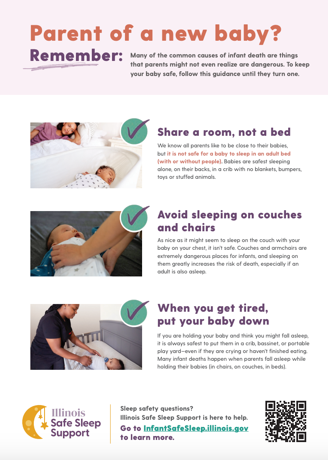 Parent of a new baby?
Remember:
Many of the common causes of infant death are things
that parents might not even realize are dangerous. To keep
your baby safe, follow this guidance until they turn one.
Share a room, not a bed
We know all parents like to be close to their babies,
but it is not safe for a baby to sleep in an adult bed
(with or without people). Babies are safest sleeping
alone, on their backs, in a crib with no blankets, bumpers,
toys or stuffed animals.
Avoid sleeping on couches
and chairs
As nice as it might seem to sleep on the couch with your
baby on your chest, it isn't safe. Couches and armchairs are
extremely dangerous places for infants, and sleeping on
them greatly increases the risk of death, especially if an
adult is also asleep.
When you get tired,
put your baby down
If you are holding your baby and think you might fall asleep,
it is always safest to put them in a crib, bassinet, or portable
play yard–even if they are crying or haven't finished eating.
Many infant deaths happen when parents fall asleep while
holding their babies (in chairs, on couches, in beds).
Illinois
Safe Sleep
Support
Sleep safety questions?
Illinois Safe Sleep Support is here to help.
Go to InfantSafeSleep.illinois.gov
to learn more.